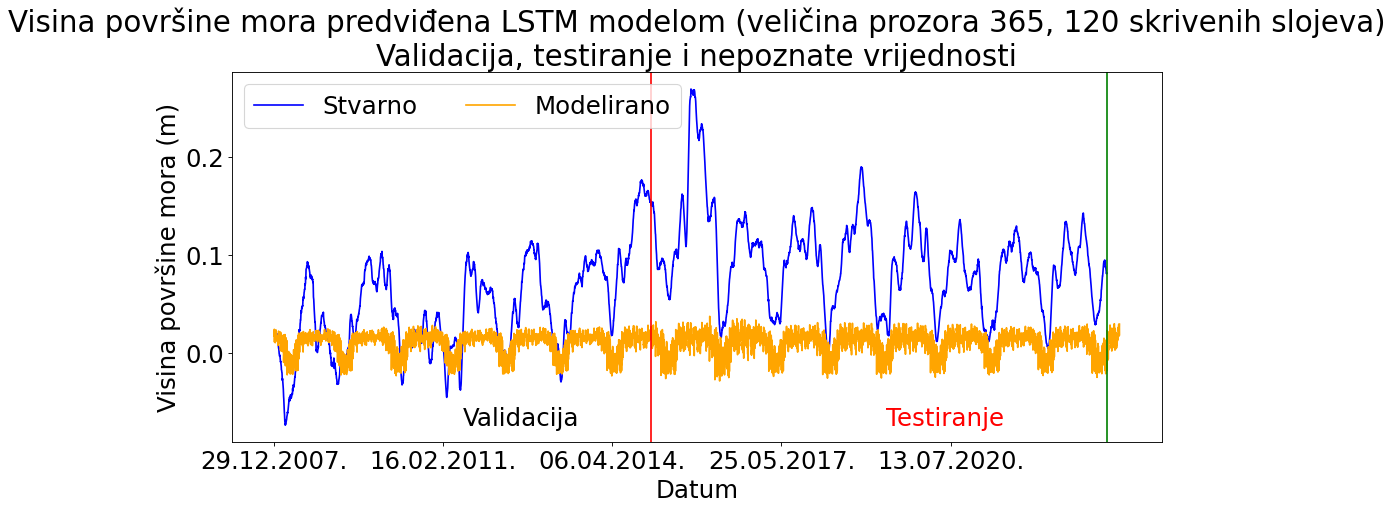 Visina površine mora predviđena LSTM modelom (veličina prozora 365, 120 skrivenih slojeva)
Validacija, testiranje i nepoznate vrijednosti
Stvarno Modelirano
Visina površine mora (m)
0.2
0.1
0.0
Validacija Testiranje
29.12.2007. 16.02.2011. 06.04.2014. 25.05.2017. 13.07.2020.
Datum